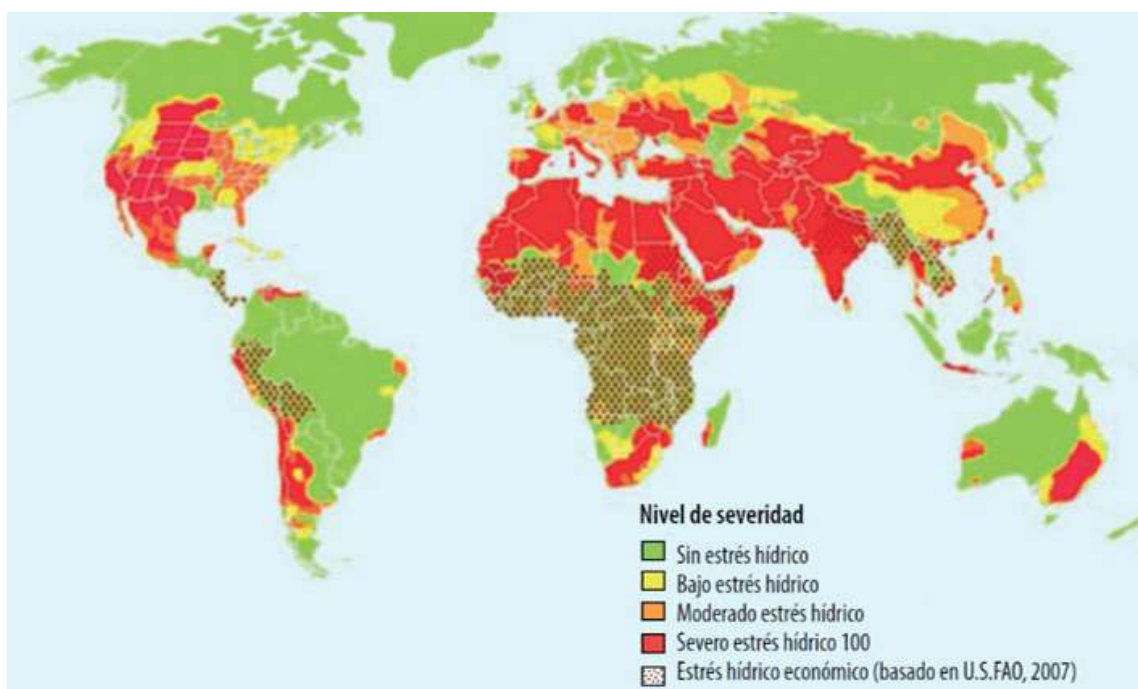 Nivel de severidad
Sin estrés hídrico
Bajo estrés hídrico
Moderado estrés hídrico
Severo estrés hídrico 100
Estrés hídrico económico (basado en U.S.FAO, 2007)